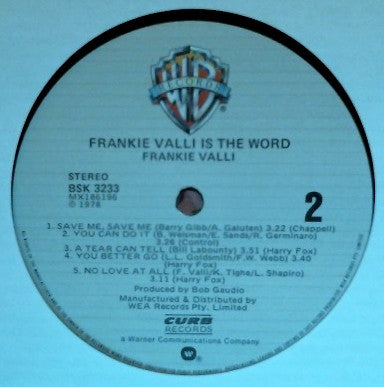 WB
RECORDS
FRANKIE VALLI IS THE WORD
FRANKIE VALLI
STEREO
BSK 3233
MX186196
℗ 1978
2
1. SAVE ME, SAVE ME (Barry Gibb/A. Galuten) 3.22 (Chappell)
2. YOU CAN DO IT (B. Weisman/E. Sands/R. Germinaro)
3.26 (Control)
3. A TEAR CAN TELL (Bill LaBounty) 3.51 (Harry Fox)
4. YOU BETTER GO (L.L. Goldsmith/F.W. Webb) 3.40
(Harry Fox)
5. NO LOVE AT ALL (F. Valli/K. Tighe/L. Shapiro)
3.11 (Harry Fox)
Produced by Bob Gaudio
Manufactured & Distributed by
WEA Records Pty. Limited
CURB
RECORDS
a Warner Communications Company